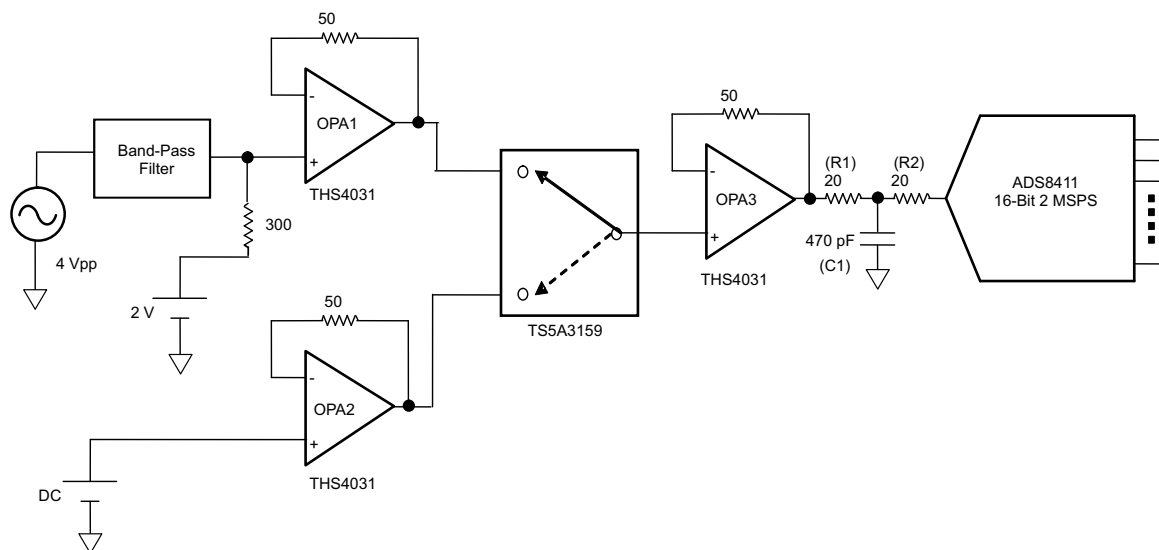 50
-
OPA1
+
THS4031
Band-Pass
Filter
300
4 Vpp
2 V
50
-
OPA2
+
THS4031
DC
TS5A3159
50
-
OPA3
+
THS4031
(R1)
20
(R2)
20
470 pF
(C1)
ADS8411
16-Bit 2 MSPS